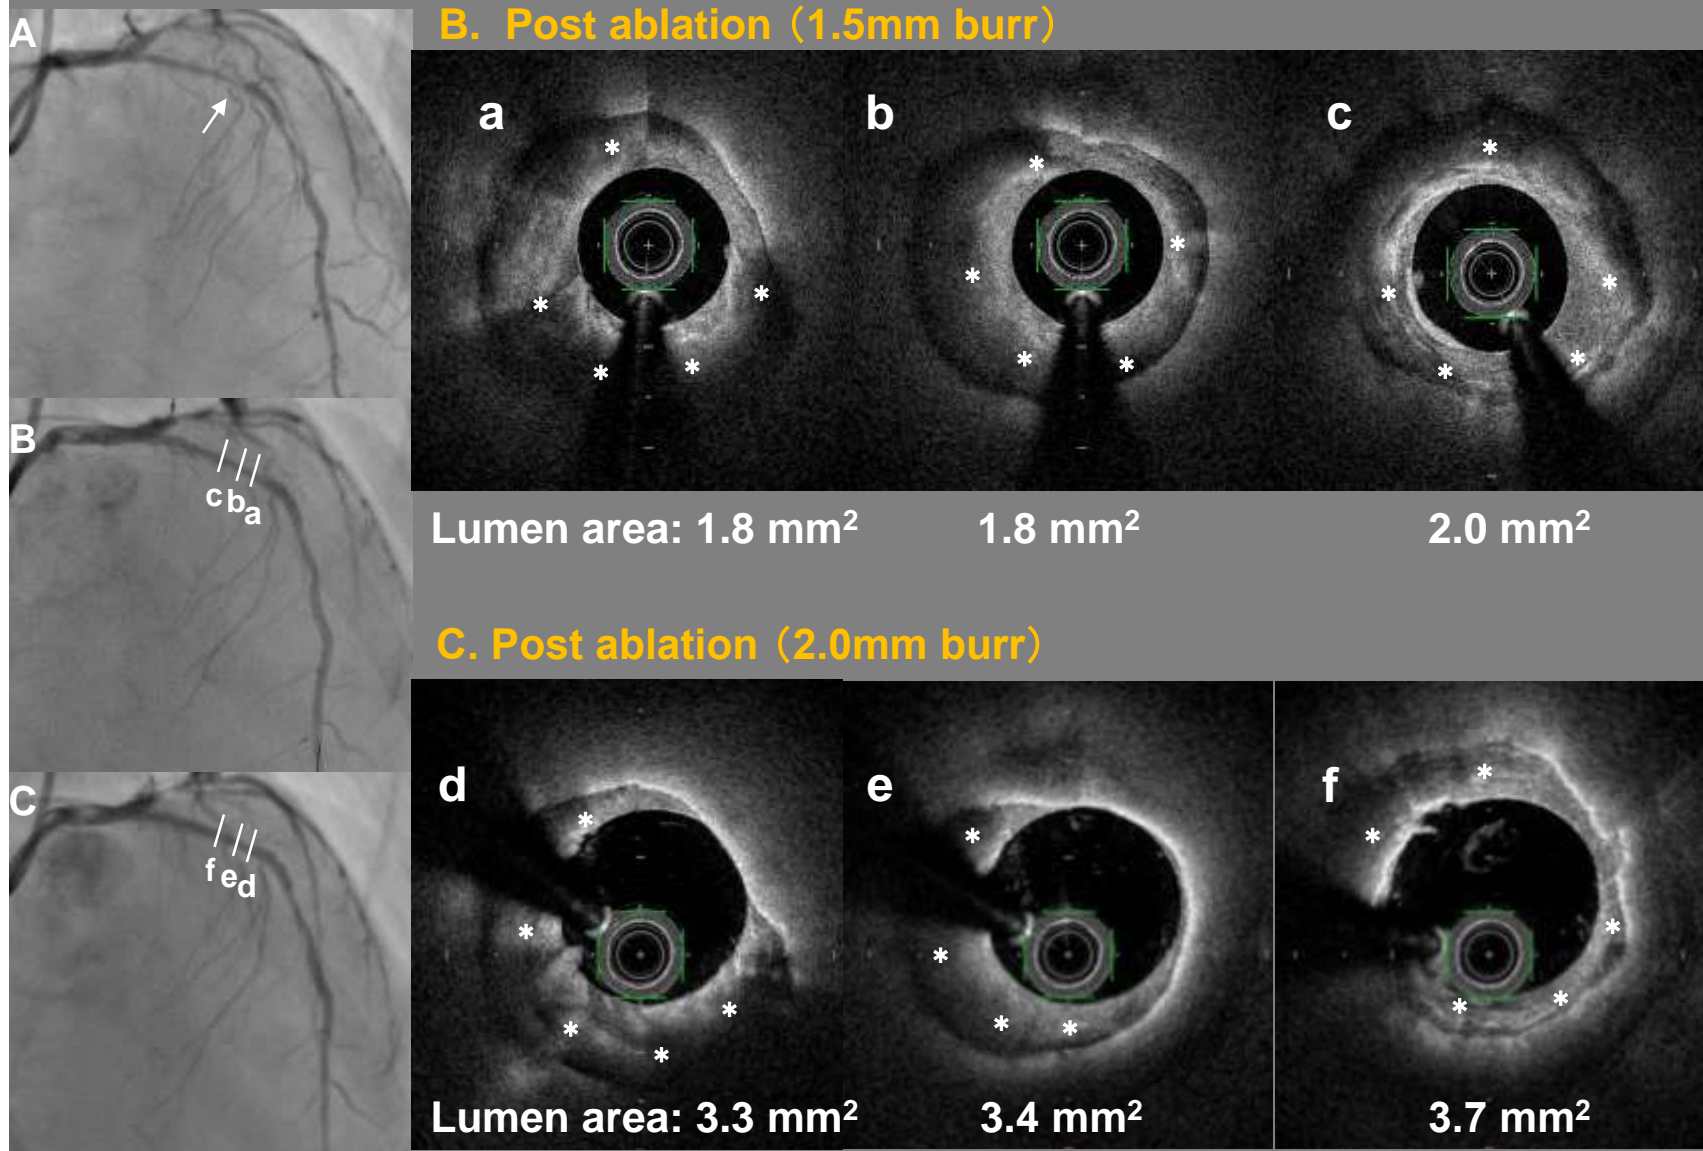 A
B
c b a
C
f e d
B. Post ablation（1.5mm burr）
a
*
*
*
*
*
b
*
*
*
*
*
c
*
*
*
*
*
Lumen area: 1.8 mm²
1.8 mm²
2.0 mm²
C. Post ablation（2.0mm burr）
d
*
*
*
*
*
e
*
*
*
*
f
*
*
*
*
*
Lumen area: 3.3 mm²
3.4 mm²
3.7 mm²